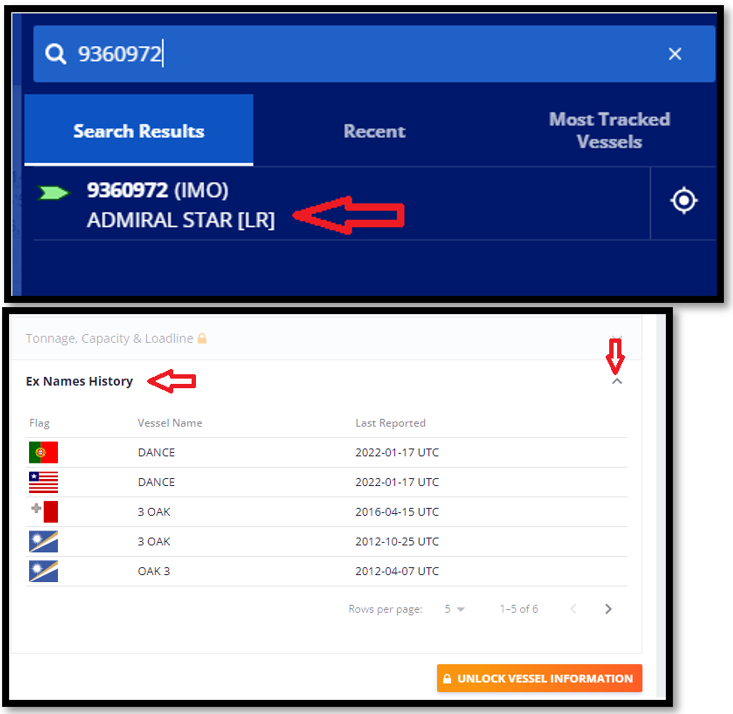 9360972
Search Results
Recent
Most Tracked
Vessels
9360972 (IMO)
ADMIRAL STAR [LR]
Tonnage, Capacity & Loadline
Ex Names History
Flag Vessel Name Last Reported
DANCE 2022-01-17 UTC
DANCE 2022-01-17 UTC
3 OAK 2016-04-15 UTC
3 OAK 2012-10-25 UTC
OAK 3 2012-04-07 UTC
Rows per page: 5 1-5 of 6
UNLOCK VESSEL INFORMATION